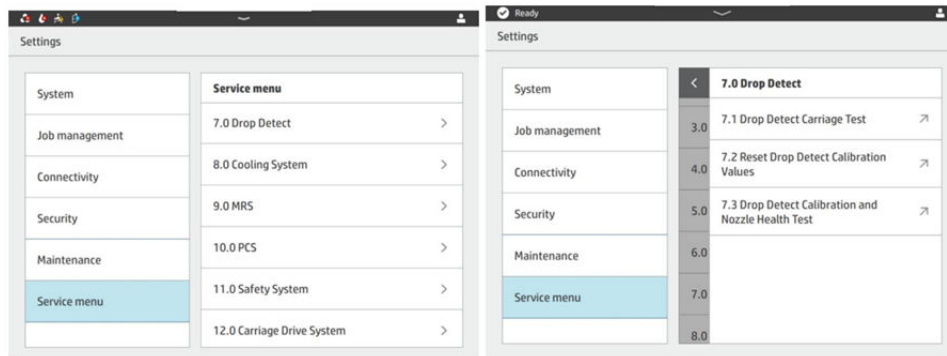 Settings
System
Job management
Connectivity
Security
Maintenance
Service menu
Service menu
7.0 Drop Detect
8.0 Cooling System
9.0 MRS
10.0 PCS
11.0 Safety System
12.0 Carriage Drive System
Ready
Settings
System
Job management
Connectivity
Security
Maintenance
Service menu
3.0
4.0
5.0
6.0
7.0
8.0
7.0 Drop Detect
7.1 Drop Detect Carriage Test
7.2 Reset Drop Detect Calibration
Values
7.3 Drop Detect Calibration and
Nozzle Health Test